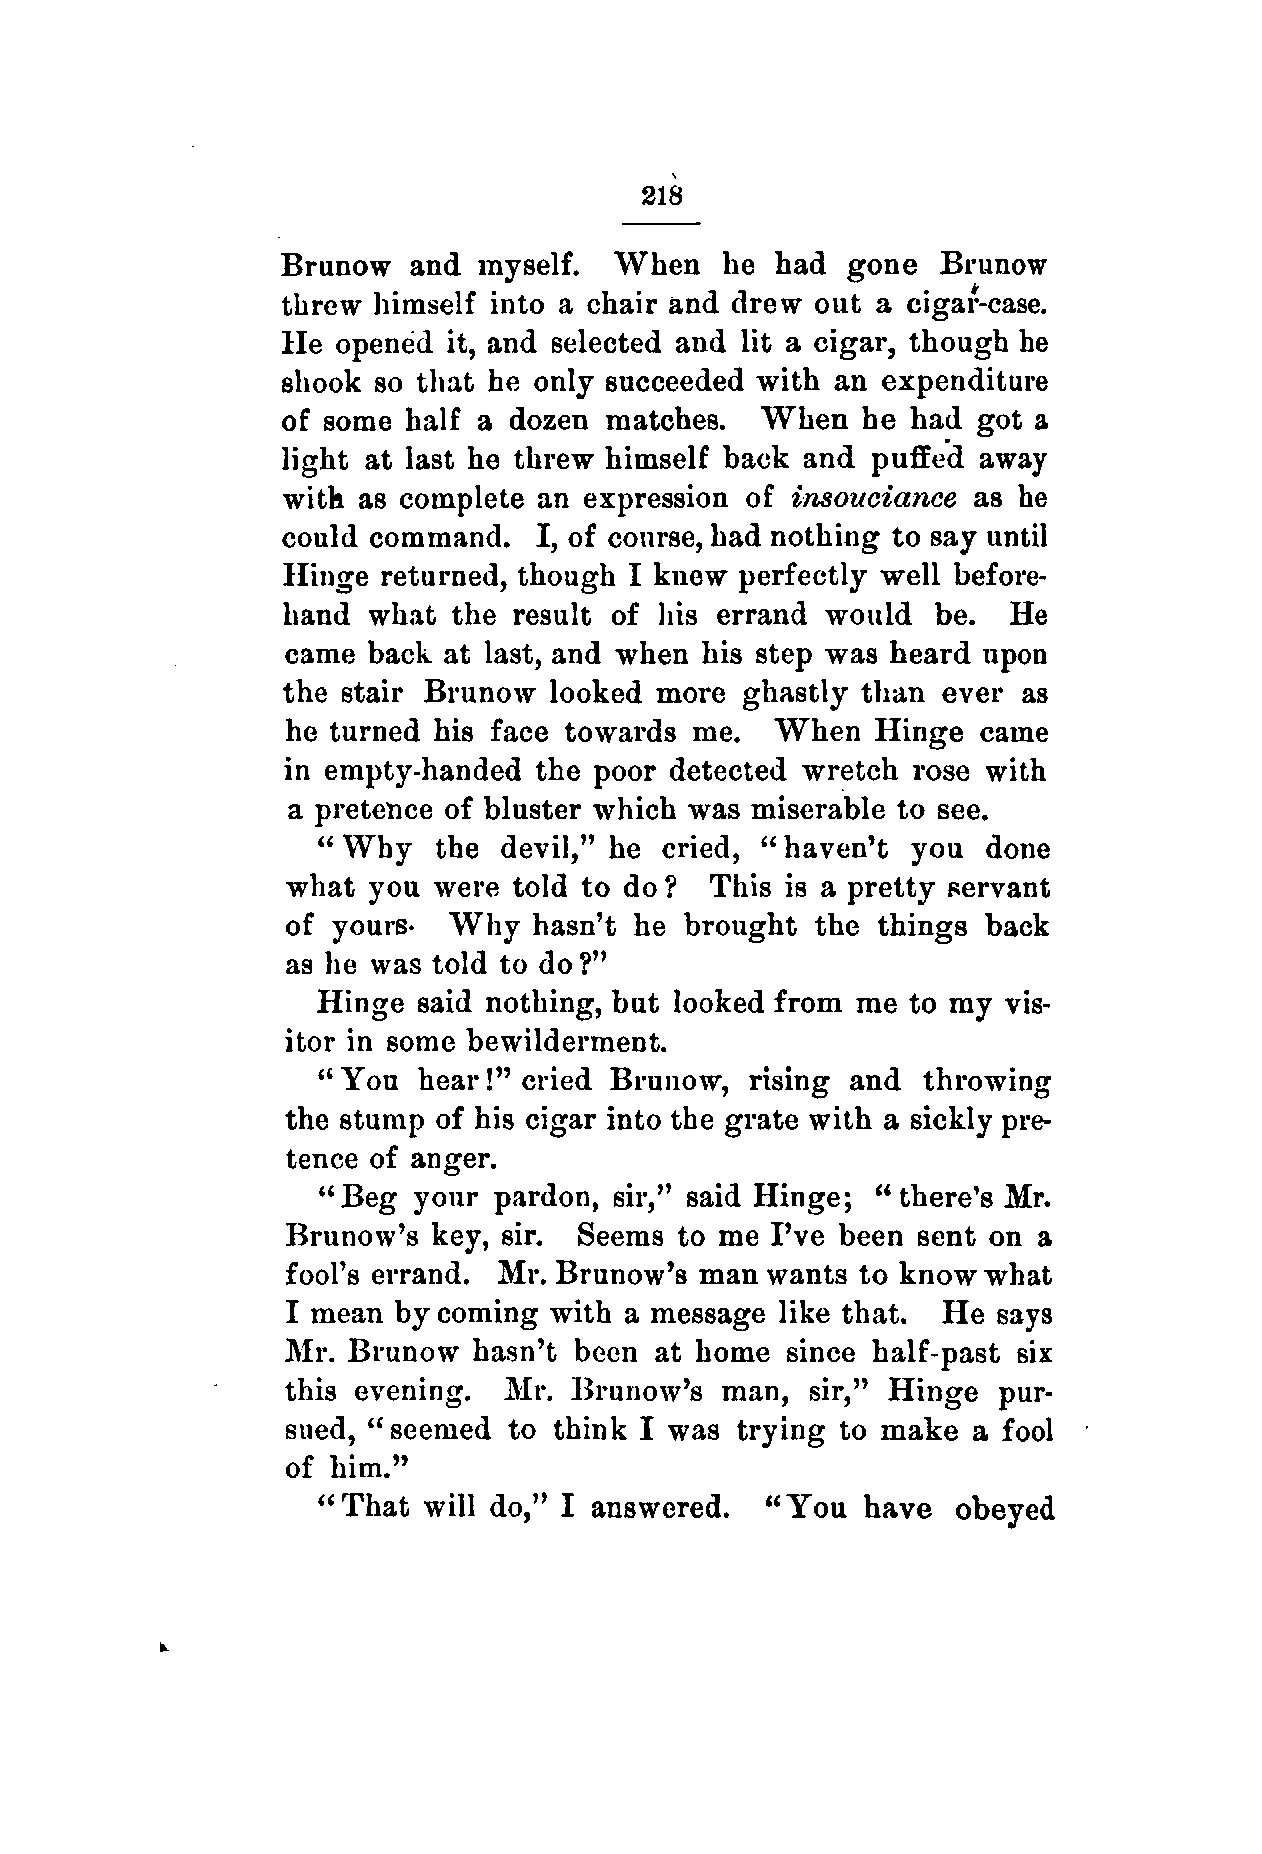 218
Brunow and myself. When he had gone Brunow
threw himself into a chair and drew out a cigar-case.
He opened it, and selected and lit a cigar, though he
shook so that he only succeeded with an expenditure
of some half a dozen matches. When he had got a
light at last he threw himself back and puffed away
with as complete an expression of insouciance as he
could command. I, of course, had nothing to say until
Hinge returned, though I knew perfectly well before-
hand what the result of his errand would be. He
came back at last, and when his step was heard upon
the stair Brunow looked more ghastly than ever as
he turned his face towards me. When Hinge came
in empty-handed the poor detected wretch rose with
a pretence of bluster which was miserable to see.
“Why the devil,” he cried, “haven't you done
what you were told to do? This is a pretty servant
of yours. Why hasn't he brought the things back
as he was told to do?”
Hinge said nothing, but looked from me to my vis-
itor in some bewilderment.
“You hear!” cried Brunow, rising and throwing
the stump of his cigar into the grate with a sickly pre-
tence of anger.
“Beg your pardon, sir,” said Hinge; “there's Mr.
Brunow's key, sir. Seems to me I've been sent on a
fool's errand. Mr. Brunow's man wants to know what
I mean by coming with a message like that. He says
Mr. Brunow hasn't been at home since half-past six
this evening. Mr. Brunow's man, sir,” Hinge pur-
sued, “seemed to think I was trying to make a fool
of him.”
“That will do,” I answered. “You have obeyed